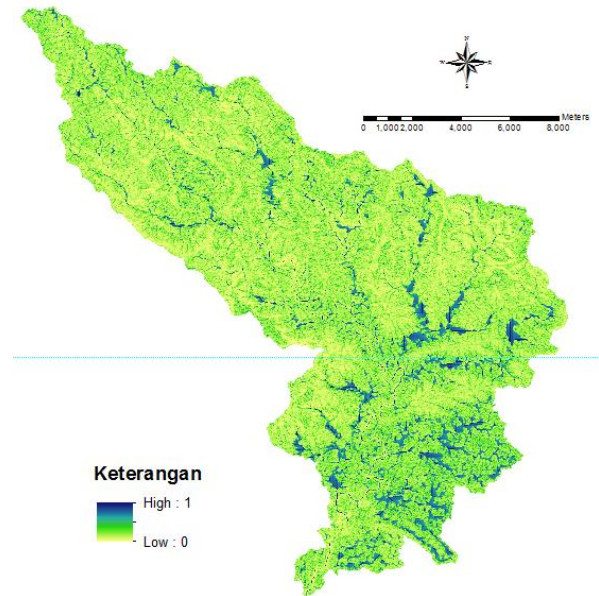 N
W E
S
Meters
0 1,000 2,000 4,000 6,000 8,000
Keterangan
High : 1
Low : 0